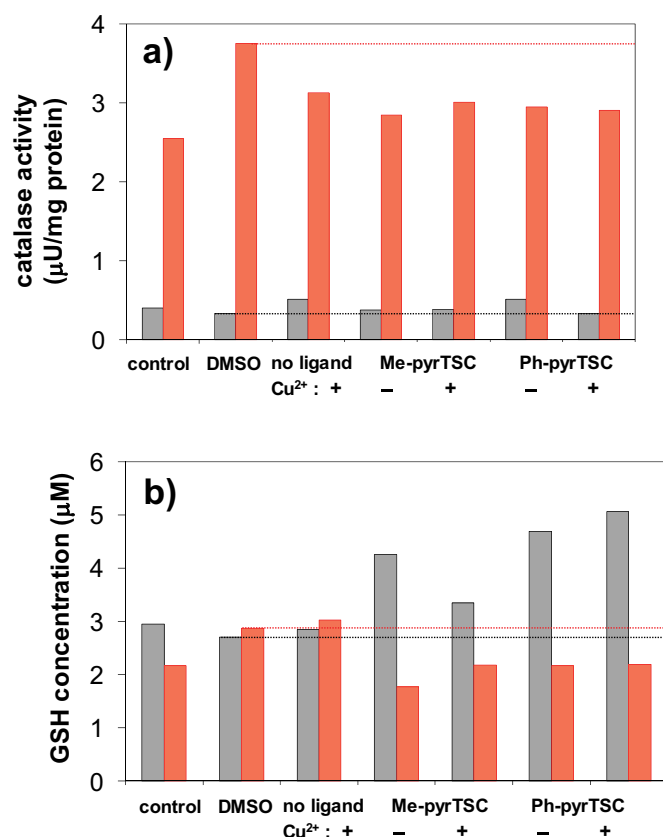 a)
catalase activity
(μU/mg protein)
4
3
2
1
0
control DMSO no ligand Me-pyrTSC Ph-pyrTSC
Cu²⁺ : + – + – +
b)
GSH concentration (μM)
6
5
4
3
2
1
0
control DMSO no ligand Me-pyrTSC Ph-pyrTSC
Cu²⁺ : + – + – +